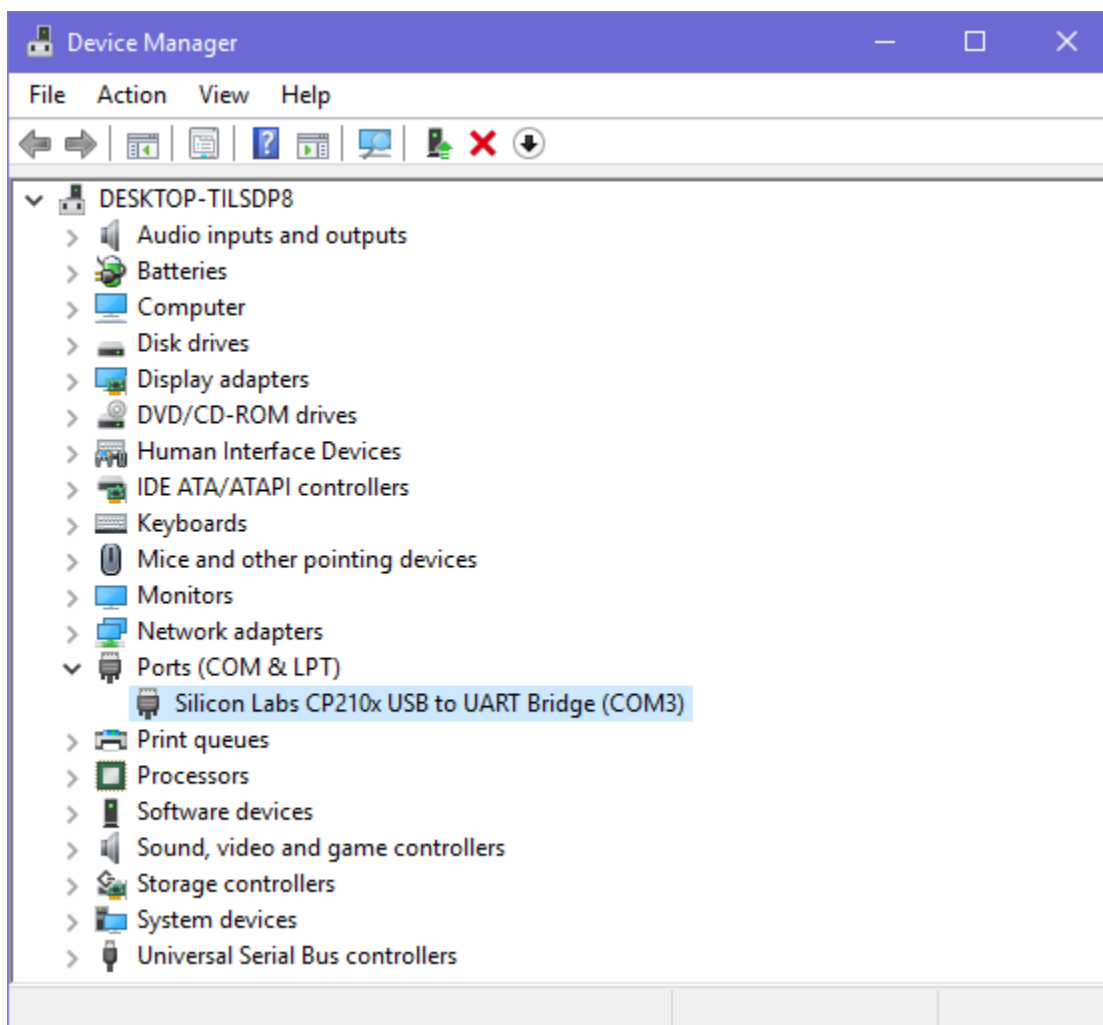 Device Manager
File Action View Help
DESKTOP-TILSDP8
Audio inputs and outputs
Batteries
Computer
Disk drives
Display adapters
DVD/CD-ROM drives
Human Interface Devices
IDE ATA/ATAPI controllers
Keyboards
Mice and other pointing devices
Monitors
Network adapters
Ports (COM & LPT)
Silicon Labs CP210x USB to UART Bridge (COM3)
Print queues
Processors
Software devices
Sound, video and game controllers
Storage controllers
System devices
Universal Serial Bus controllers